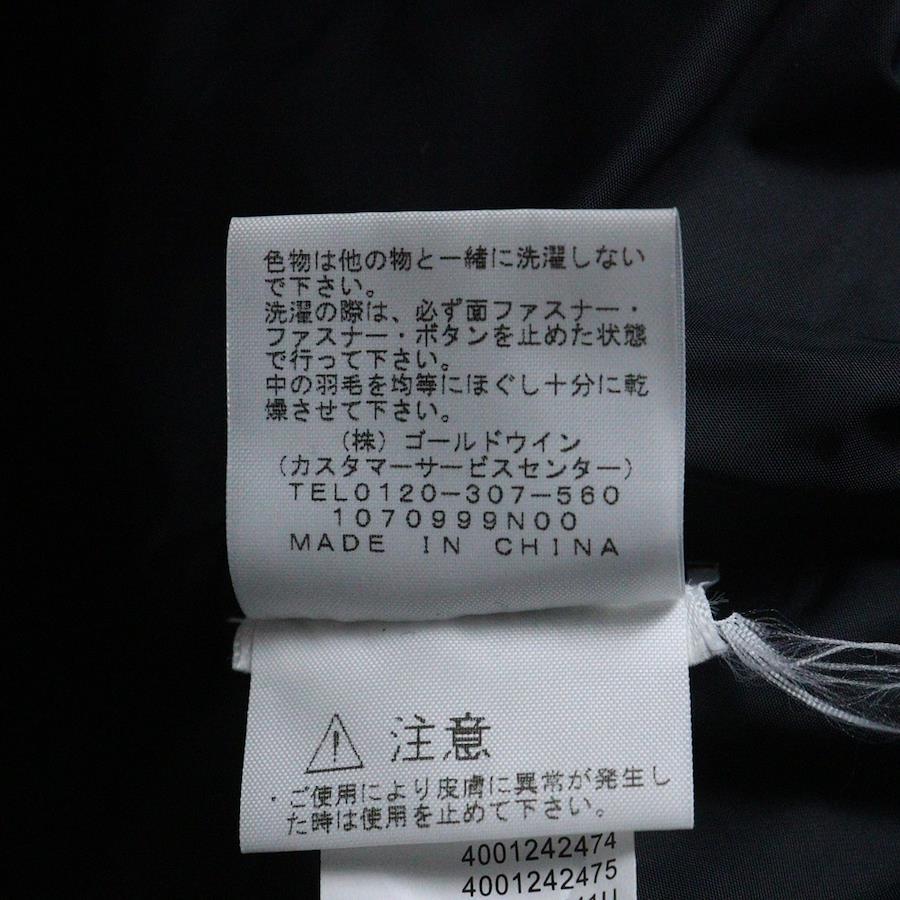 色物は他の物と一緒に洗濯しない
で下さい。
洗濯の際は、必ず面ファスナー・
ファスナー・ボタンを止めた状態
で行って下さい。
中の羽毛を均等にほぐし十分に乾
燥させて下さい。
(株)ゴールドウイン
(カスタマーサービスセンター)
TEL0120-307-560
1070999N00
MADE IN CHINA
注意
・ご使用により皮膚に異常が発生し
た時は使用を止めて下さい。
4001242474
4001242475